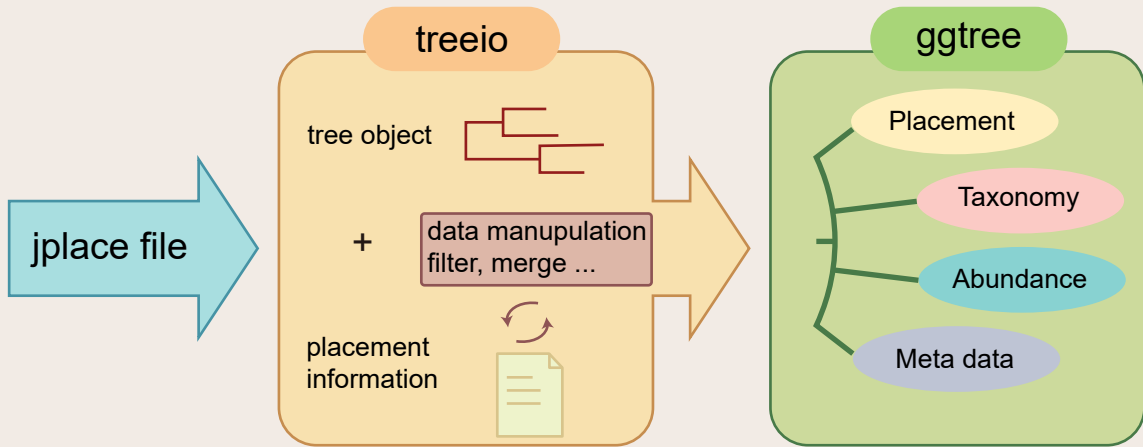 jplace file
treeio
tree object
+
data manupulation
filter, merge ...
placement
information
ggtree
Placement
Taxonomy
Abundance
Meta data